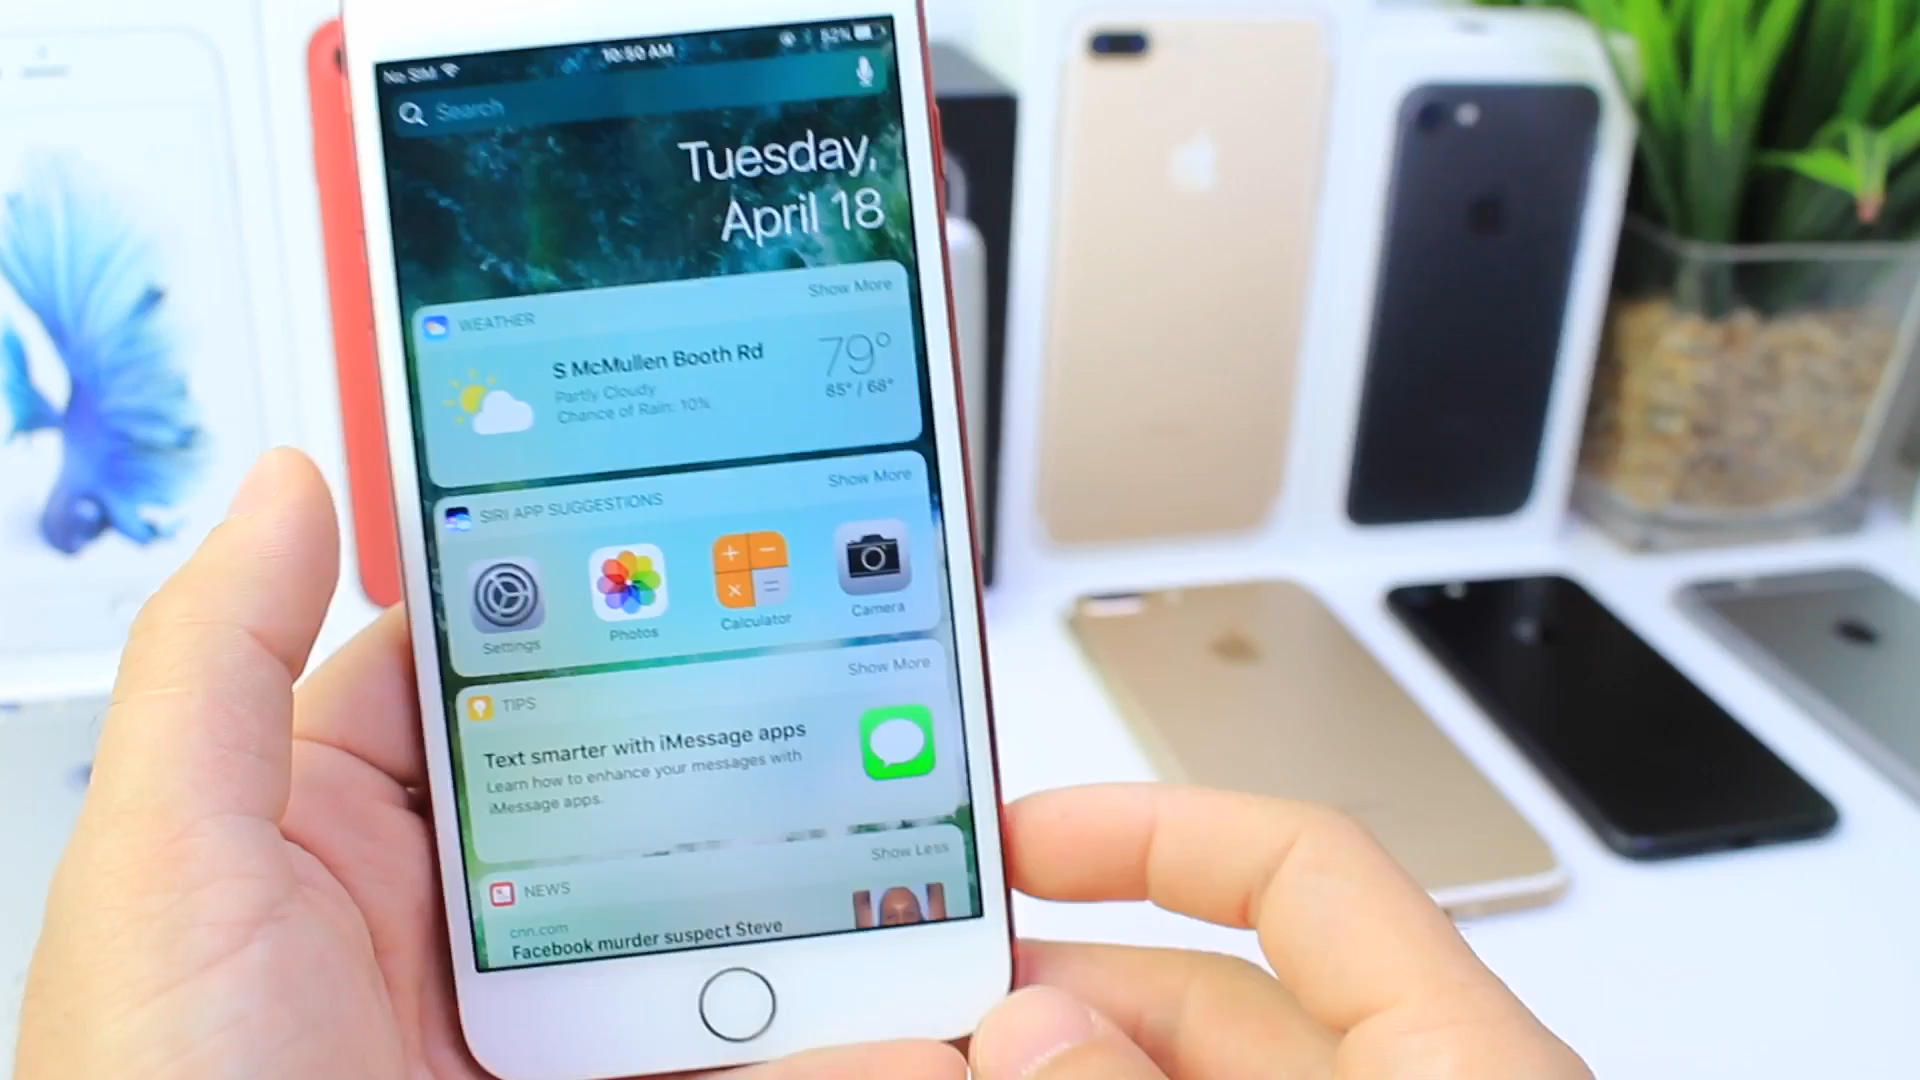 No SIM 10:50 AM 52%
Search
Tuesday,
April 18
WEATHER Show More
S McMullen Booth Rd 79°
Partly Cloudy 85° / 68°
Chance of Rain: 10%
SIRI APP SUGGESTIONS Show More
Settings Photos Calculator Camera
TIPS Show More
Text smarter with iMessage apps
Learn how to enhance your messages with
iMessage apps.
NEWS Show Less
cnn.com
Facebook murder suspect Steve